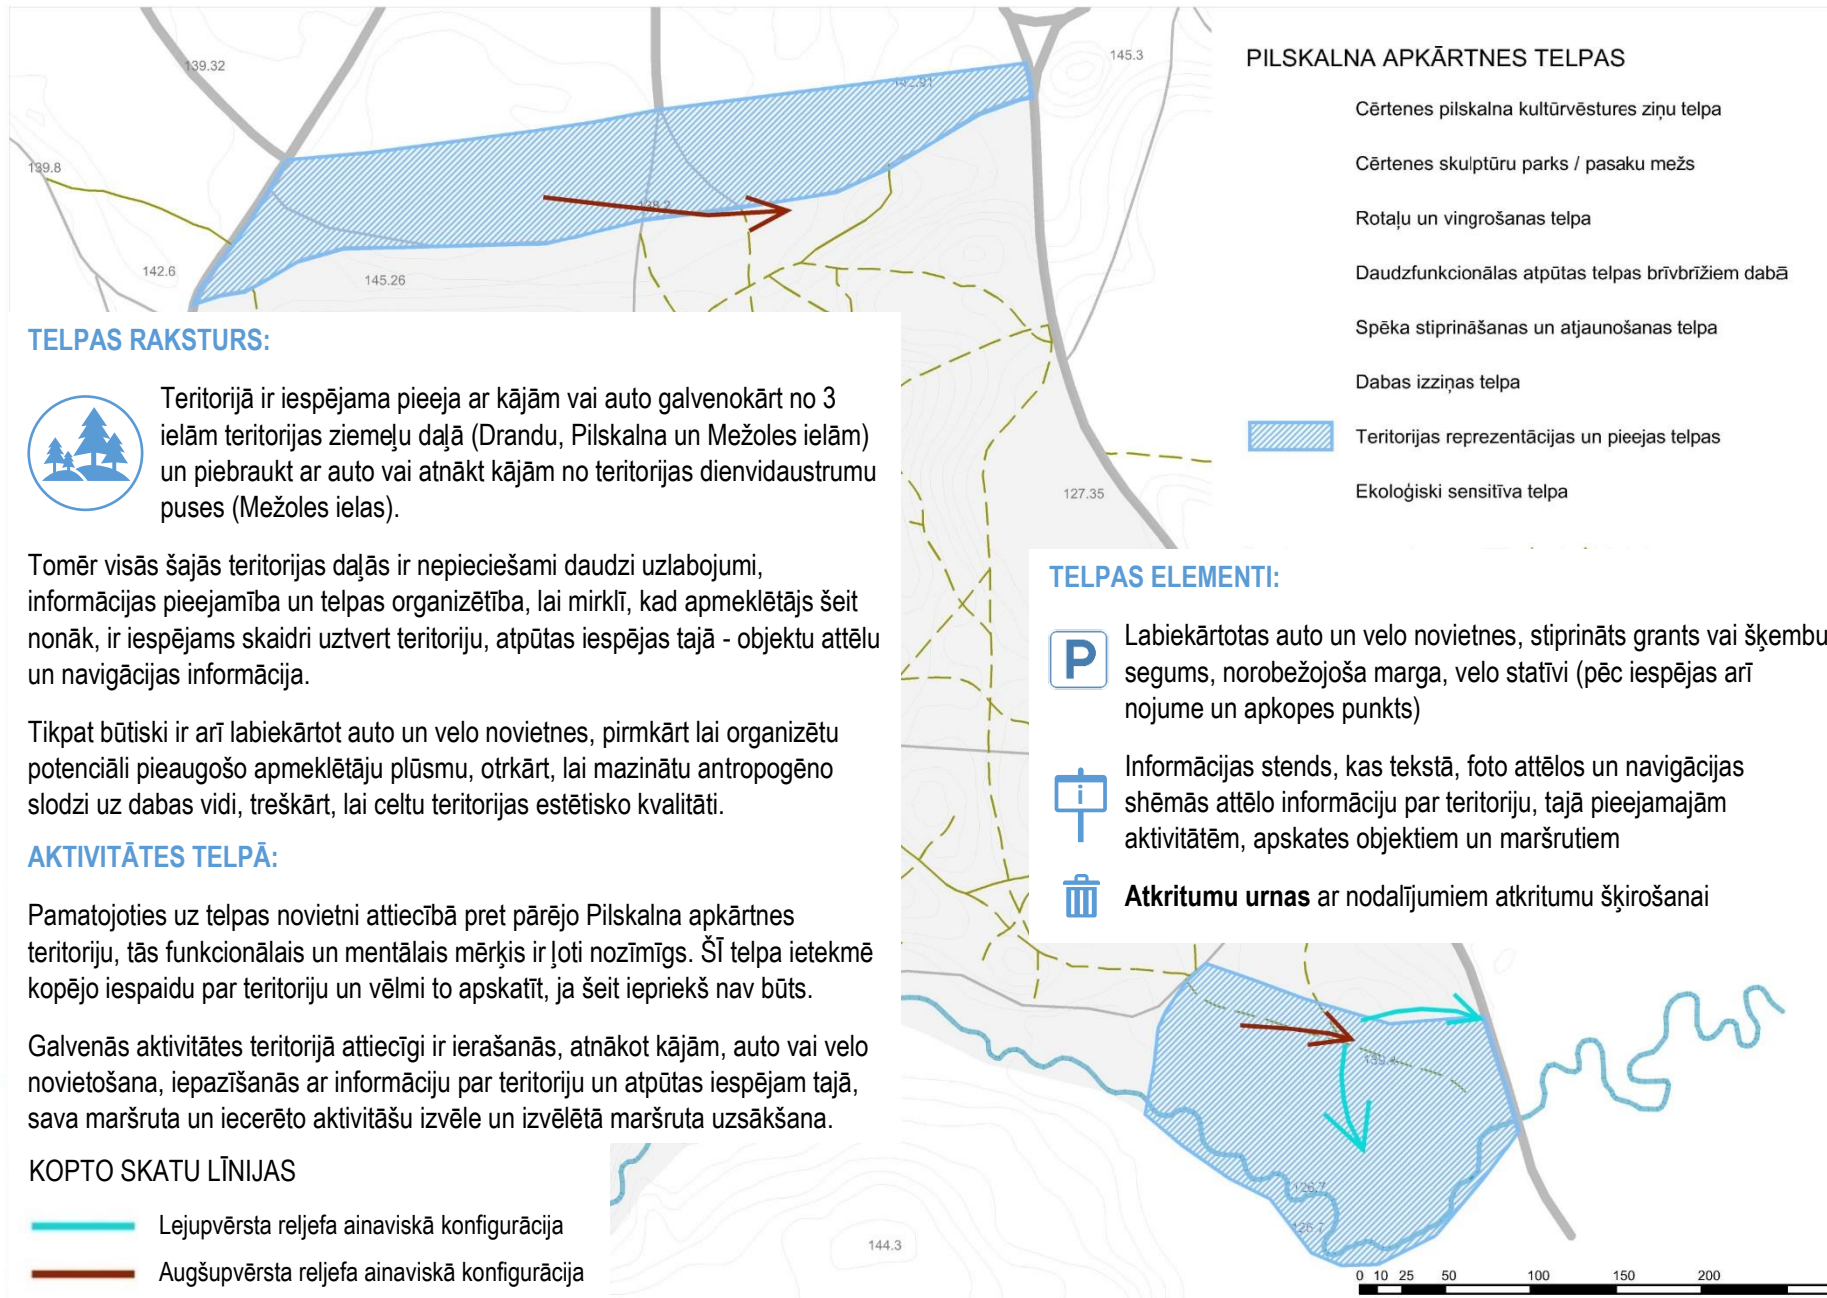 139.32
142.91
145.3
139.8
138.2
142.6
145.26
127.35
PILSKALNA APKĀRTNES TELPAS
Cērtenes pilskalna kultūrvēstures ziņu telpa
Cērtenes skulptūru parks / pasaku mežs
Rotaļu un vingrošanas telpa
Daudzfunkcionālas atpūtas telpas brīvbrīžiem dabā
Spēka stiprināšanas un atjaunošanas telpa
Dabas izziņas telpa
Teritorijas reprezentācijas un pieejas telpas
Ekoloģiski sensitīva telpa
TELPAS RAKSTURS:
Teritorijā ir iespējama pieeja ar kājām vai auto galvenokārt no 3
ielām teritorijas ziemeļu daļā (Drandu, Pilskalna un Mežoles ielām)
un piebraukt ar auto vai atnākt kājām no teritorijas dienvidaustrumu
puses (Mežoles ielas).
Tomēr visās šajās teritorijas daļās ir nepieciešami daudzi uzlabojumi,
informācijas pieejamība un telpas organizētība, lai mirklī, kad apmeklētājs šeit
nonāk, ir iespējams skaidri uztvert teritoriju, atpūtas iespējas tajā - objektu attēlu
un navigācijas informācija.
Tikpat būtiski ir arī labiekārtot auto un velo novietnes, pirmkārt lai organizētu
potenciāli pieaugošo apmeklētāju plūsmu, otrkārt, lai mazinātu antropogēno
slodzi uz dabas vidi, treškārt, lai celtu teritorijas estētisko kvalitāti.
AKTIVITĀTES TELPĀ:
Pamatojoties uz telpas novietni attiecībā pret pārējo Pilskalna apkārtnes
teritoriju, tās funkcionālais un mentālais mērķis ir ļoti nozīmīgs. ŠĪ telpa ietekmē
kopējo iespaidu par teritoriju un vēlmi to apskatīt, ja šeit iepriekš nav būts.
Galvenās aktivitātes teritorijā attiecīgi ir ierašanās, atnākot kājām, auto vai velo
novietošana, iepazīšanās ar informāciju par teritoriju un atpūtas iespējam tajā,
sava maršruta un iecerēto aktivitāšu izvēle un izvēlētā maršruta uzsākšana.
KOPTO SKATU LĪNIJAS
Lejupvērsta reljefa ainaviskā konfigurācija
Augšupvērsta reljefa ainaviskā konfigurācija
TELPAS ELEMENTI:
P
Labiekārtotas auto un velo novietnes, stiprināts grants vai šķembu
segums, norobežojoša marga, velo statīvi (pēc iespējas arī
nojume un apkopes punkts)
i
Informācijas stends, kas tekstā, foto attēlos un navigācijas
shēmās attēlo informāciju par teritoriju, tajā pieejamajām
aktivitātēm, apskates objektiem un maršrutiem
Atkritumu urnas ar nodalījumiem atkritumu šķirošanai
126.7
125.7
144.3
0 10 25 50 100 150 200